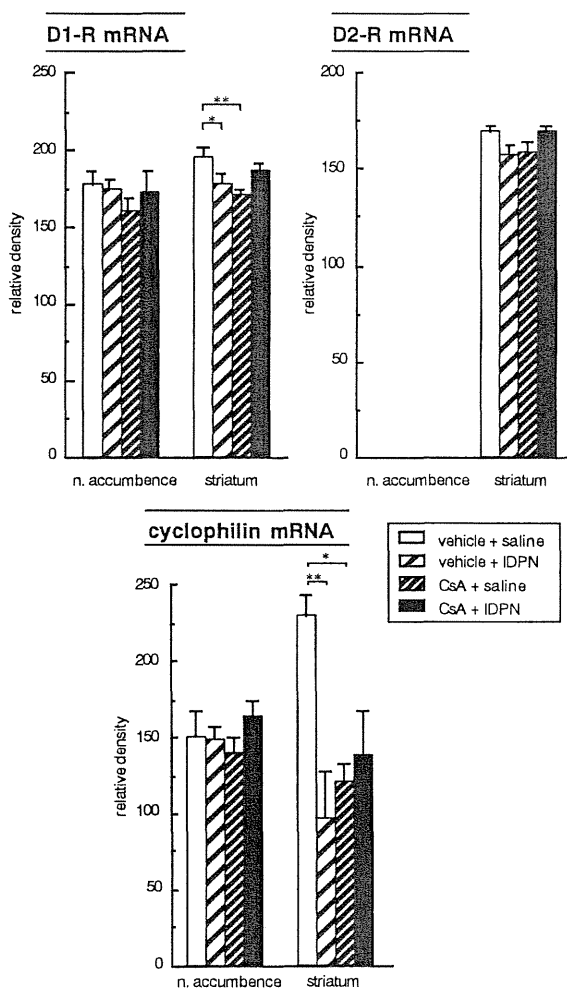 D1-R mRNA
relative density
250
200
150
100
50
0
**
*
n. accumbence
striatum
D2-R mRNA
relative density
200
150
100
50
0
n. accumbence
striatum
cyclophilin mRNA
relative density
250
200
150
100
50
0
*
**
n. accumbence
striatum
vehicle + saline
vehicle + IDPN
CsA + saline
CsA + IDPN